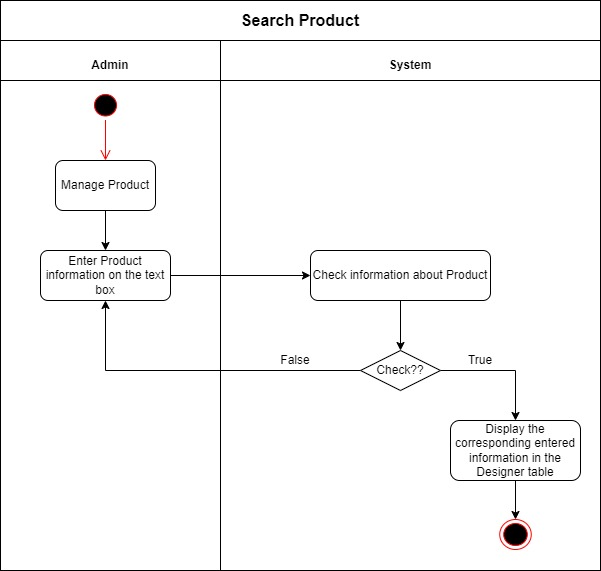 Search Product
Admin
System
Manage Product
Enter Product
information on the text
box
Check information about Product
False
Check??
True
Display the
corresponding entered
information in the
Designer table